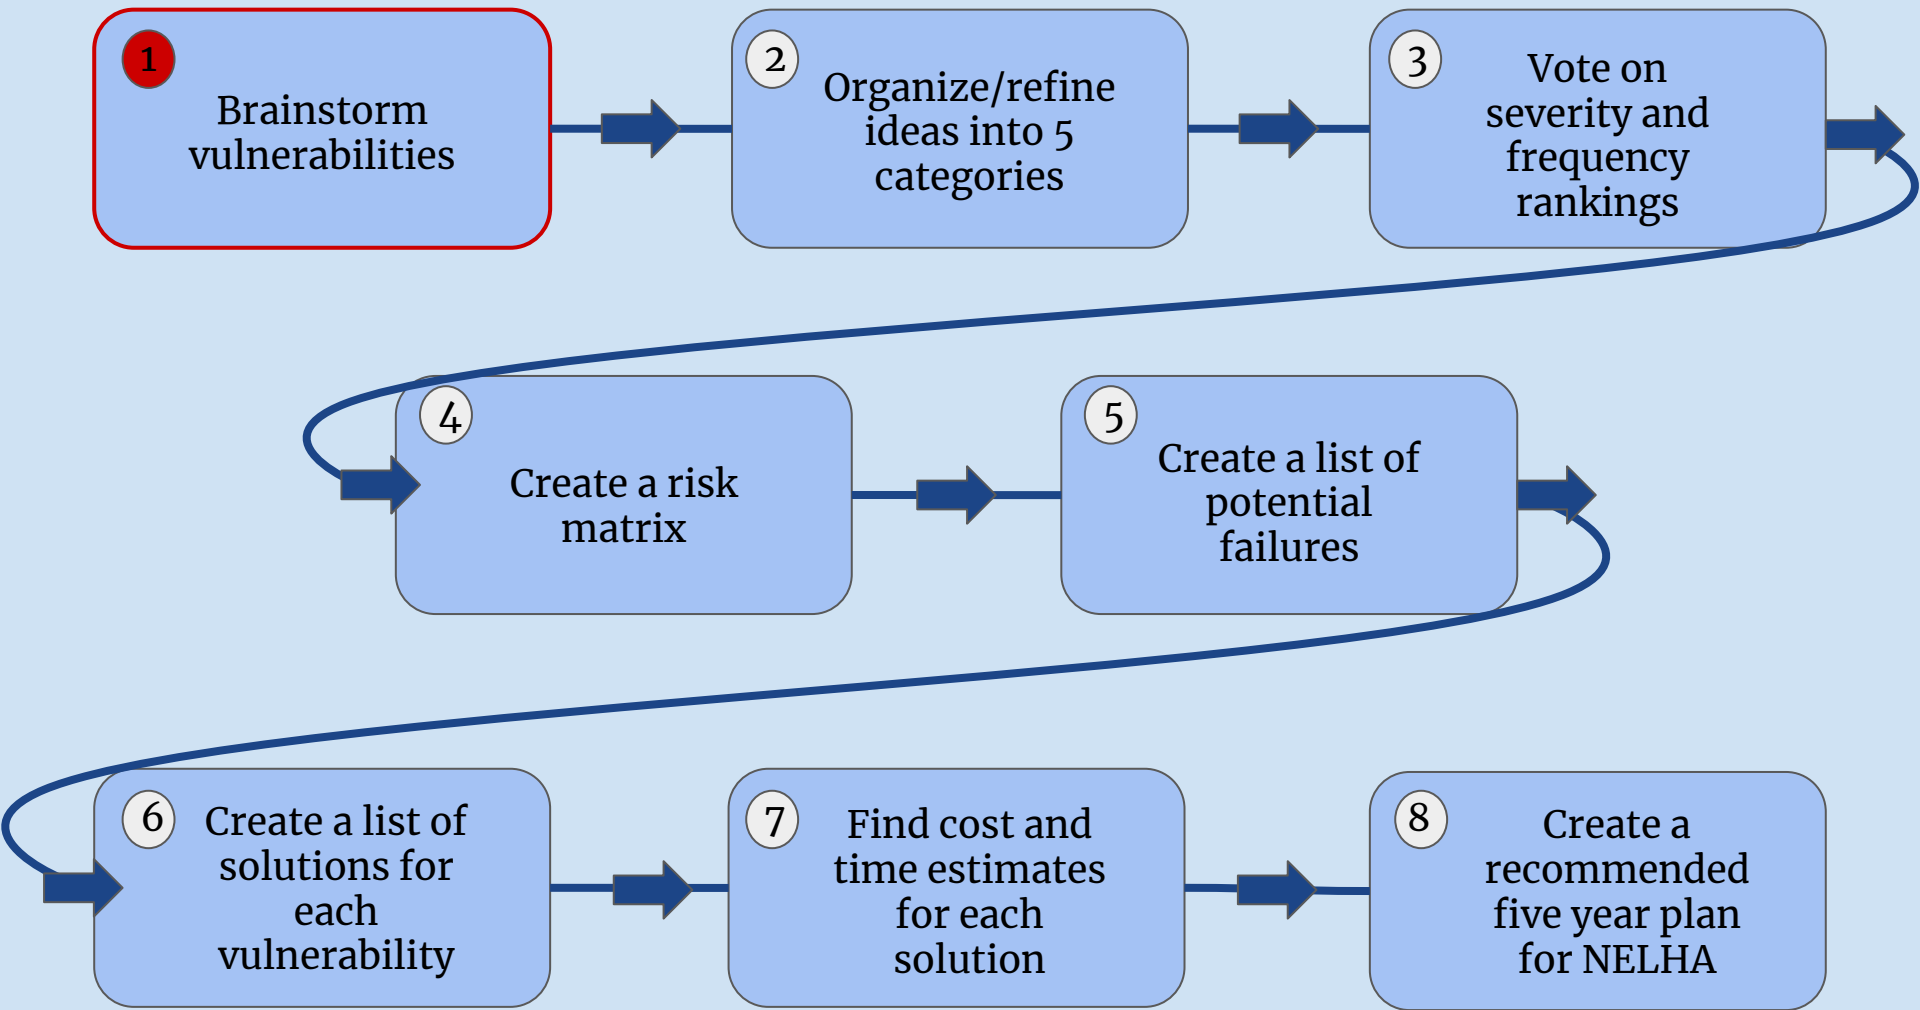 1
Brainstorm
vulnerabilities
2
Organize/refine
ideas into 5
categories
3
Vote on
severity and
frequency
rankings
4
Create a risk
matrix
5
Create a list of
potential
failures
6
Create a list of
solutions for
each
vulnerability
7
Find cost and
time estimates
for each
solution
8
Create a
recommended
five year plan
for NELHA